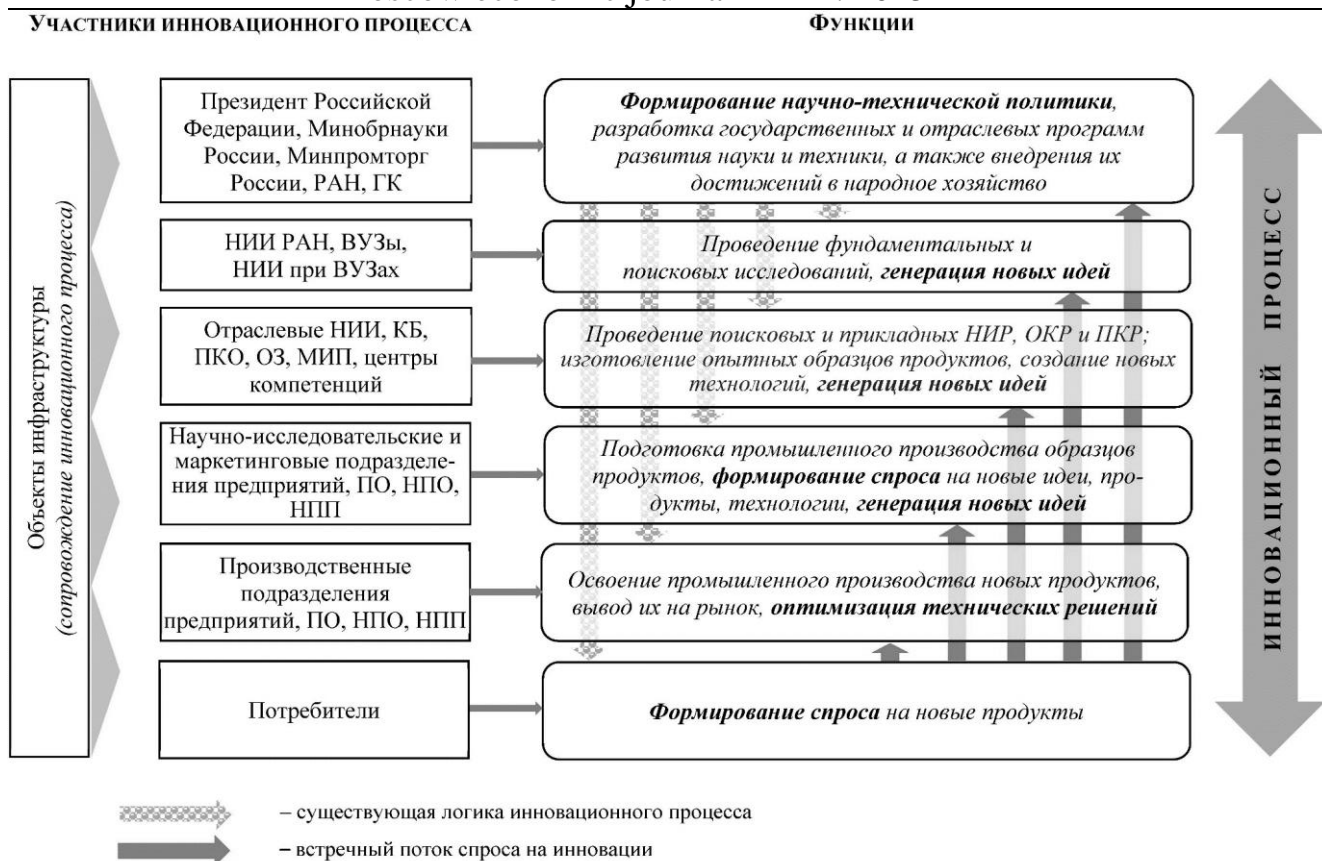 УЧАСТНИКИ ИННОВАЦИОННОГО ПРОЦЕССА
ФУНКЦИИ
Объекты инфраструктуры
(сопровождение инновационного процесса)
Президент Российской
Федерации, Минобрнауки
России, Минпромторг
России, РАН, ГК
Формирование научно-технической политики,
разработка государственных и отраслевых программ
развития науки и техники, а также внедрения их
достижений в народное хозяйство
НИИ РАН, ВУЗы,
НИИ при ВУЗах
Проведение фундаментальных и
поисковых исследований, генерация новых идей
Отраслевые НИИ, КБ,
ПКО, ОЗ, МИП, центры
компетенций
Проведение поисковых и прикладных НИР, ОКР и ПКР;
изготовление опытных образцов продуктов, создание новых
технологий, генерация новых идей
Научно-исследовательские и
маркетинговые подразделе-
ния предприятий, ПО, НПО,
НПП
Подготовка промышленного производства образцов
продуктов, формирование спроса на новые идеи, про-
дукты, технологии, генерация новых идей
Производственные
подразделения
предприятий, ПО, НПО, НПП
Освоение промышленного производства новых продуктов,
вывод их на рынок, оптимизация технических решений
Потребители
Формирование спроса на новые продукты
ИННОВАЦИОННЫЙ ПРОЦЕСС
– существующая логика инновационного процесса
– встречный поток спроса на инновации